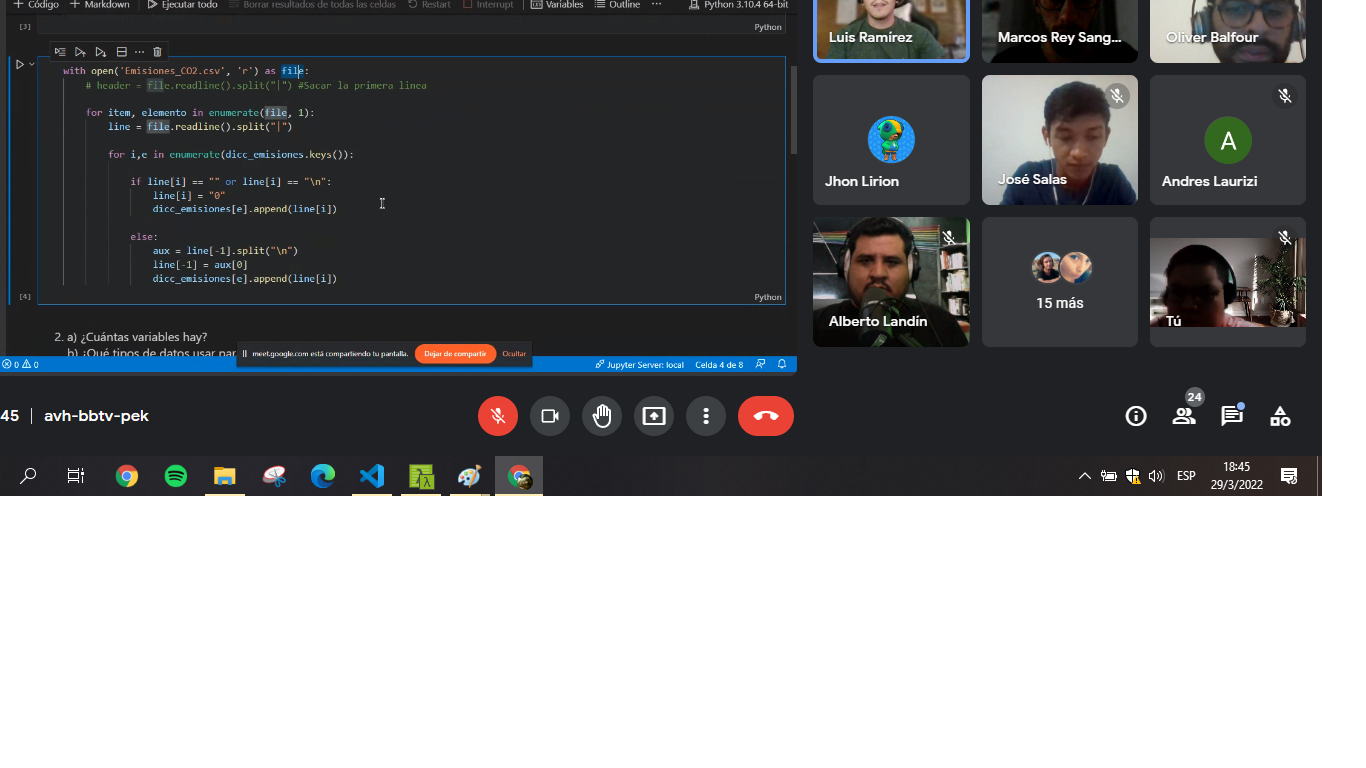 + Código + Markdown Ejecutar todo Borrar resultados de todas las celdas Restart Interrupt Variables Outline ... Python 3.10.4 64-bit
[3] Python
with open('Emisiones_CO2.csv', 'r') as file:
# header = file.readline().split("|") #Sacar la primera linea
for item, elemento in enumerate(file, 1):
line = file.readline().split("|")
for i,e in enumerate(dicc_emisiones.keys()):
if line[i] == "" or line[i] == "\n":
line[i] = "0"
dicc_emisiones[e].append(line[i])
else:
aux = line[-1].split("\n")
line[-1] = aux[0]
dicc_emisiones[e].append(line[i])
[4] Python
2. a) ¿Cuántas variables hay?
b) ¿Qué tipos de datos usar par
meet.google.com está compartiendo tu pantalla. Dejar de compartir Ocultar
0 0 Jupyter Server: local Celda 4 de 8
Luis Ramírez
Marcos Rey Sang...
Oliver Balfour
Jhon Lirion
José Salas
A
Andres Laurizi
Alberto Landín
15 más
Tú
45 | avh-bbtv-pek
24
ESP
18:45
29/3/2022